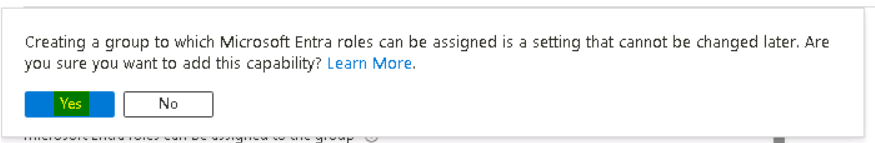 Creating a group to which Microsoft Entra roles can be assigned is a setting that cannot be changed later. Are
you sure you want to add this capability? Learn More.
Yes No
Microsoft Entra roles can be assigned to the group